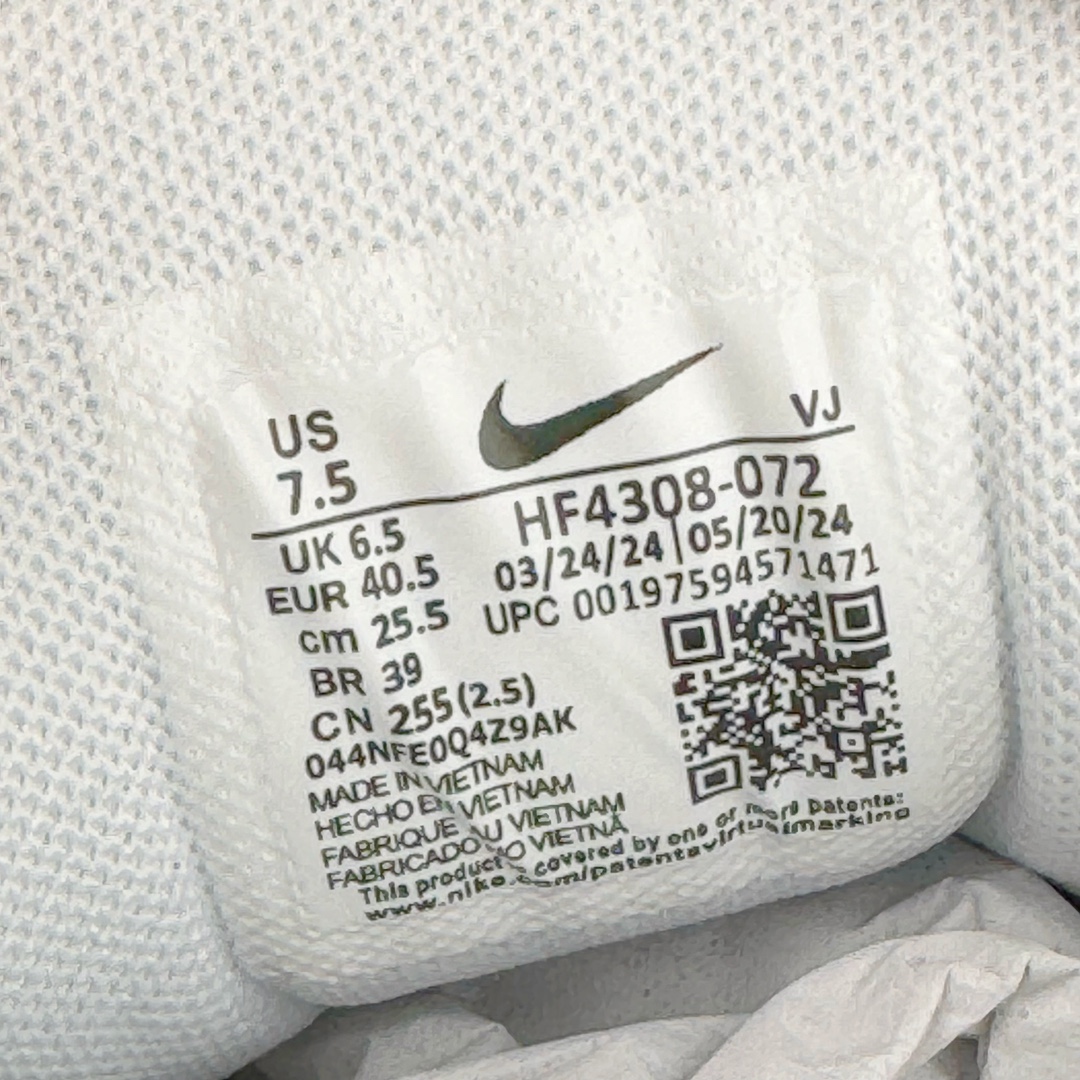 US
7.5
VJ
UK 6.5
EUR 40.5
cm 25.5
BR 39
CN 255(2.5)
HF4308-072
03/24/24|05/20/24
UPC 00197594571471
044NFE0Q4Z9AK
MADE IN VIETNAM
HECHO EN VIETNAM
FABRIQUE AU VIETNAM
FABRICADO NO VIETNÃ
This product is covered by one or more Patents:
www.nike.com/patentsvirtualmarking